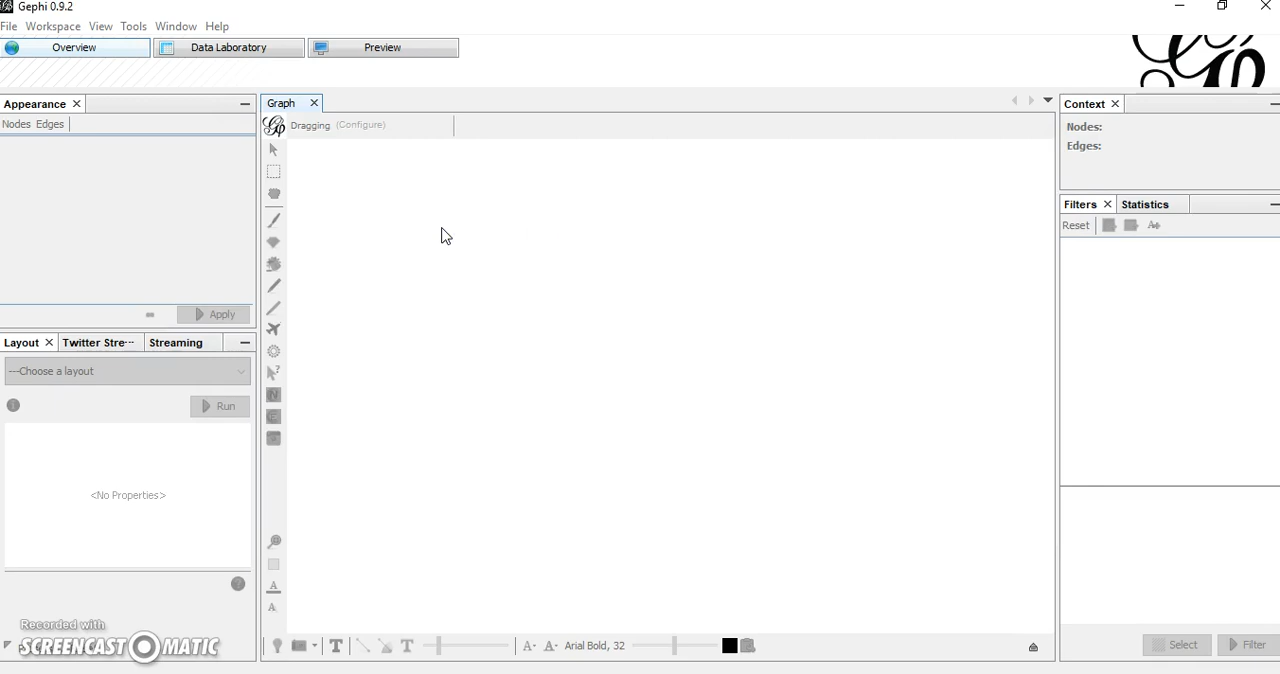 Gephi 0.9.2
File Workspace View Tools Window Help
Overview Data Laboratory Preview
Appearance
Nodes Edges
Apply
Layout Twitter Stre···
Streaming
---Choose a layout
Run
<No Properties>
Recorded with
SCREENCAST MATIC
Graph
Dragging (Configure)
Arial Bold, 32
Context
Nodes:
Edges:
Filters Statistics
Reset
Select Filter